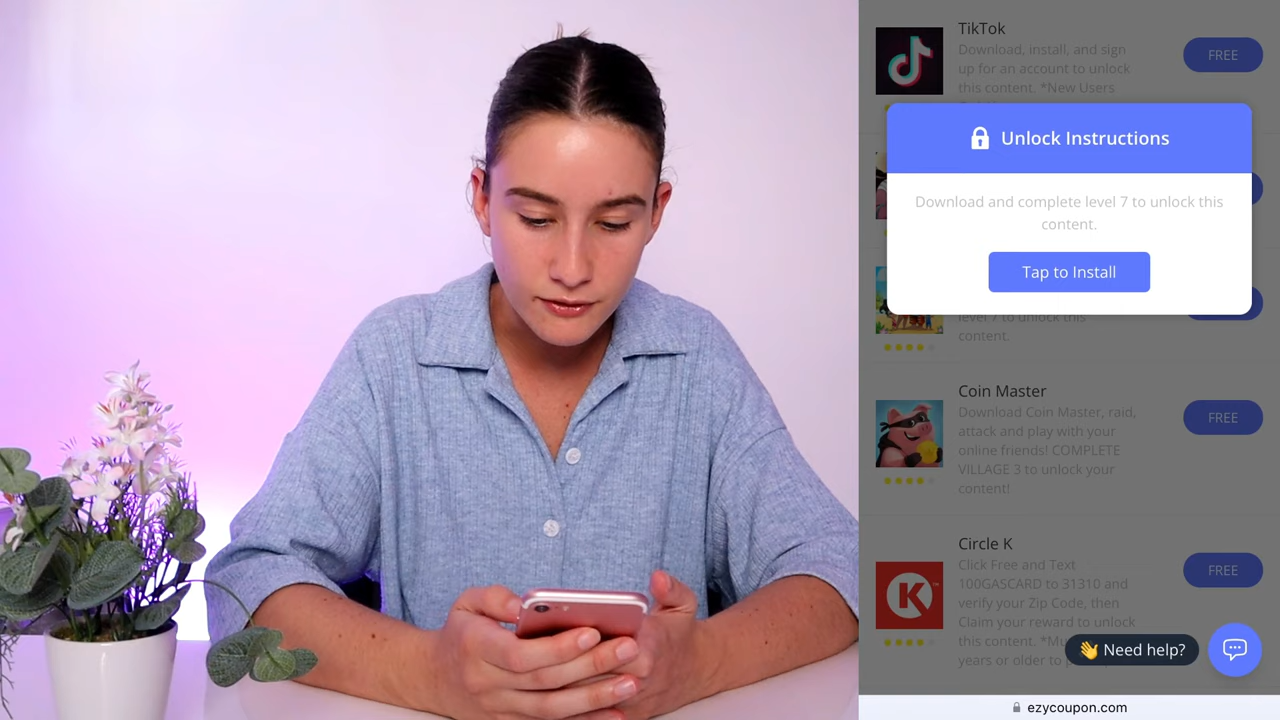 TikTok
Download, install, and sign
up for an account to unlock
this content. *New Users
FREE
Unlock Instructions
Download and complete level 7 to unlock this
content.
Tap to Install
level 7 to unlock this
content.
Coin Master
Download Coin Master, raid,
attack and play with your
online friends! COMPLETE
VILLAGE 3 to unlock your
content!
FREE
Circle K
Click Free and Text
100GASCARD to 31310 and
verify your Zip Code, then
Claim your reward to unlock
this content.
years or older to
FREE
K
👋 Need help?
ezycoupon.com